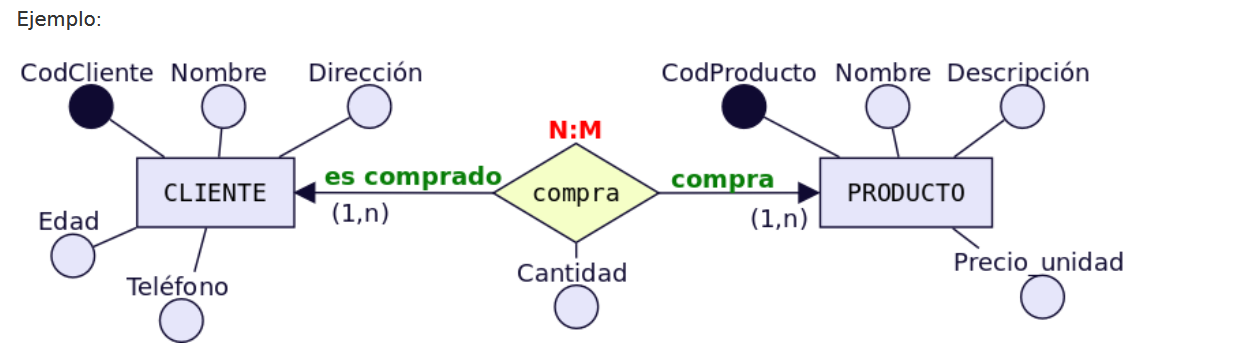 Ejemplo:
CodCliente Nombre Dirección
CodProducto Nombre Descripción
N:M
CLIENTE
es comprado
(1,n)
compra
compra
(1,n)
PRODUCTO
Edad
Teléfono
Cantidad
Precio_unidad